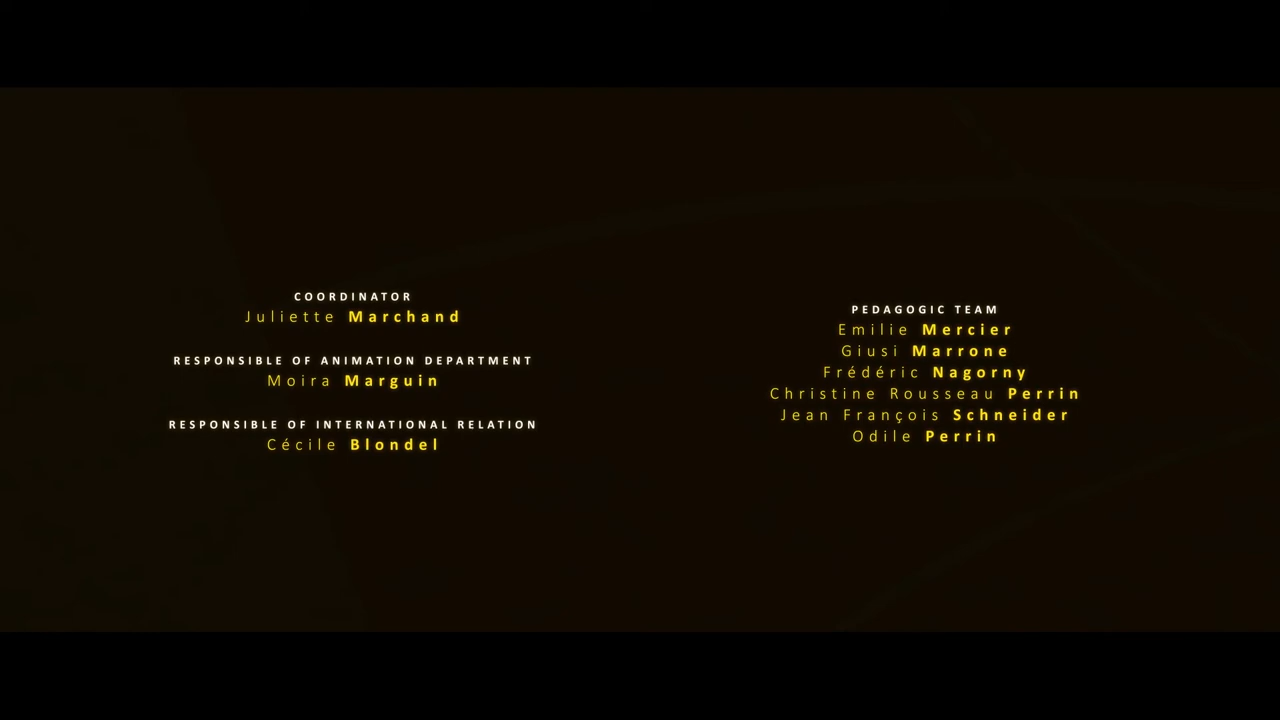 COORDINATOR
Juliette Marchand
RESPONSIBLE OF ANIMATION DEPARTMENT
Moira Marguin
RESPONSIBLE OF INTERNATIONAL RELATION
Cécile Blondel
PEDAGOGIC TEAM
Emilie Mercier
Giusi Marrone
Frédéric Nagorny
Christine Rousseau Perrin
Jean François Schneider
Odile Perrin